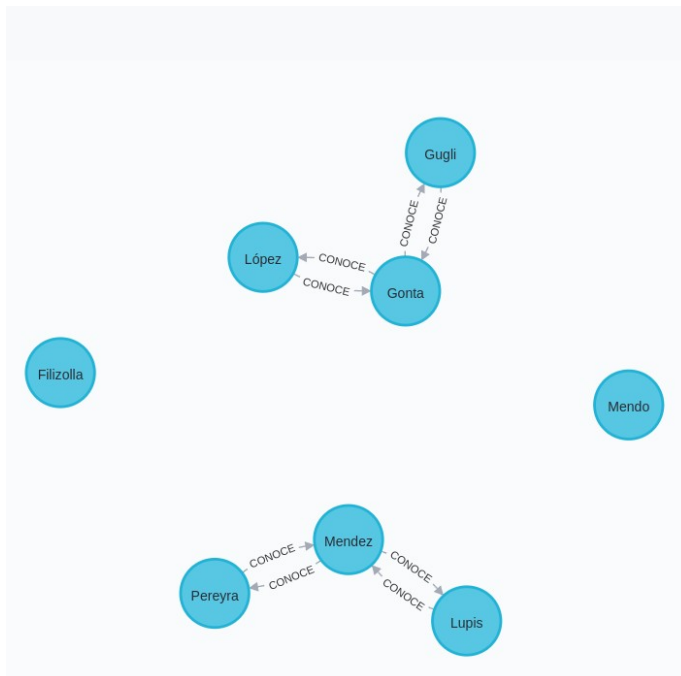 Gugli
CONOCE
CONOCE
López
CONOCE
CONOCE
Gonta
Filizolla
Mendo
Mendez
CONOCE
CONOCE
CONOCE
CONOCE
Pereyra
Lupis